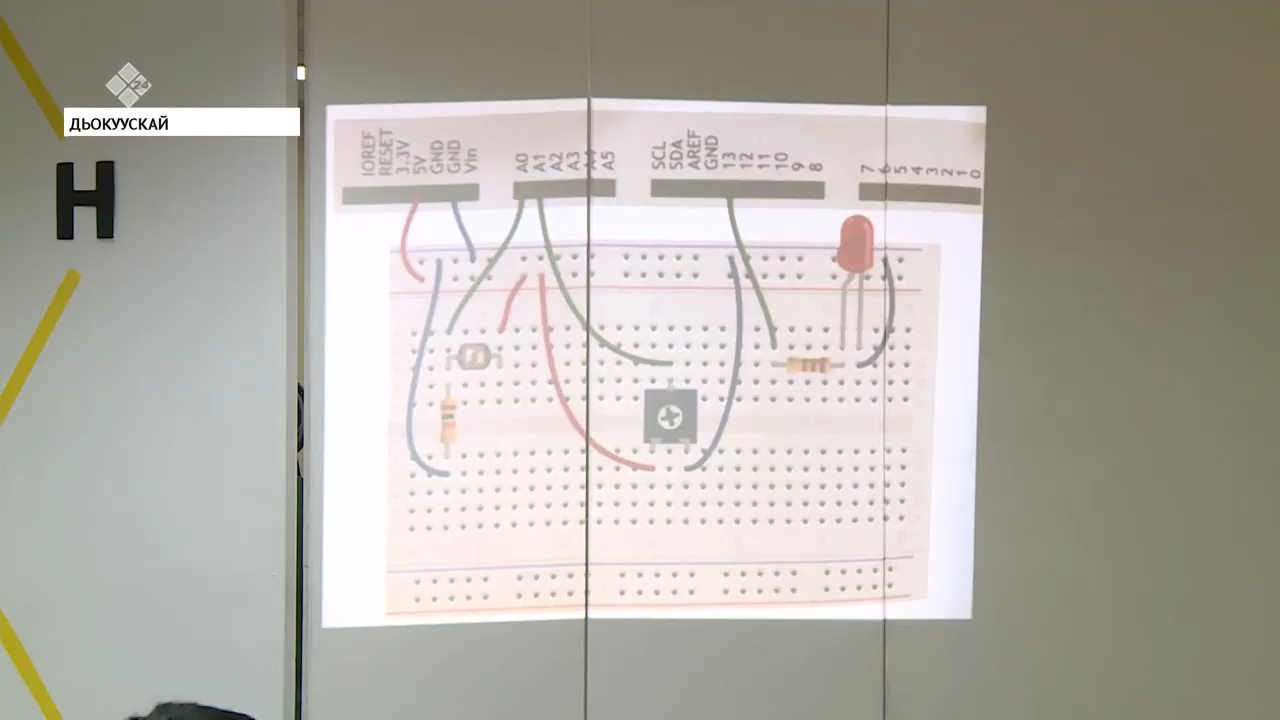 24
ДЬОКУУСКАЙ
H
IOREF
RESET
3.3V
5V
GND
GND
Vin
A0
A1
A2
A3
A4
A5
SCL
SDA
AREF
GND
13
12
11
10
9
8
7
6
5
4
3
2
1
0